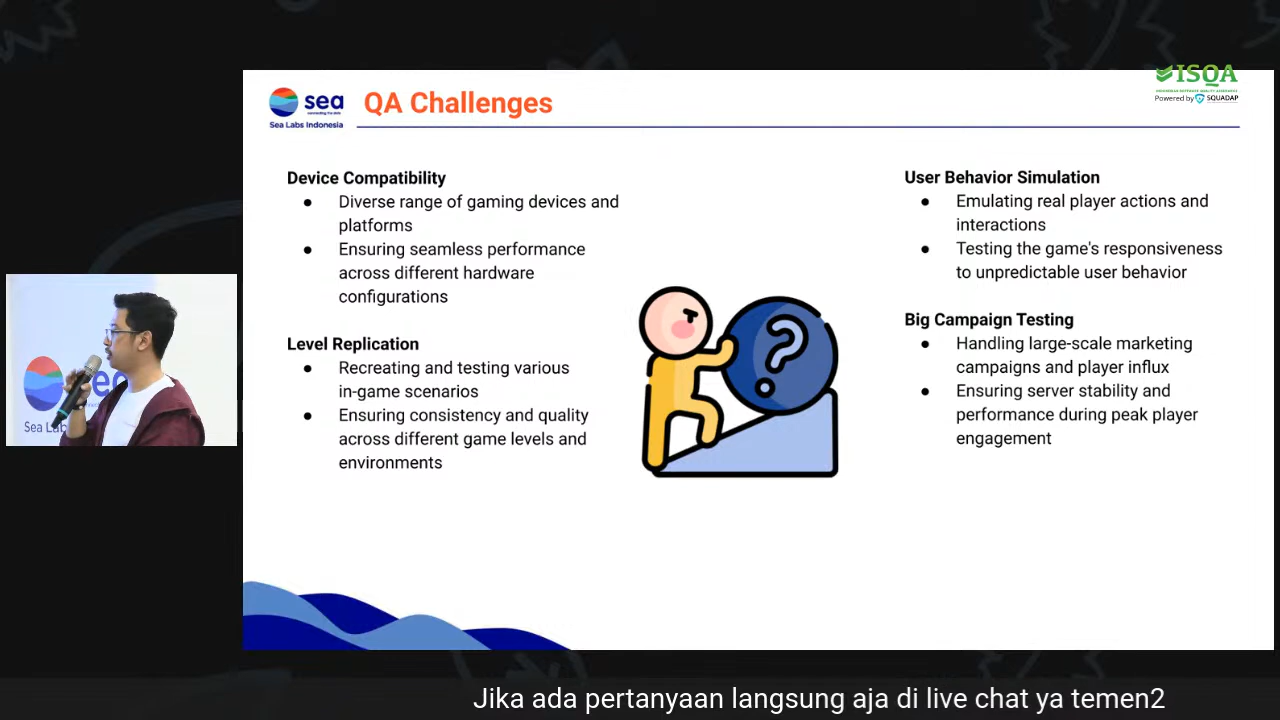 sea
Sea Labs Indonesia
QA Challenges
ISQA
Powered by SQUADAP
Device Compatibility
● Diverse range of gaming devices and
platforms
● Ensuring seamless performance
across different hardware
configurations
Level Replication
● Recreating and testing various
in-game scenarios
● Ensuring consistency and quality
across different game levels and
environments
User Behavior Simulation
● Emulating real player actions and
interactions
● Testing the game's responsiveness
to unpredictable user behavior
Big Campaign Testing
● Handling large-scale marketing
campaigns and player influx
● Ensuring server stability and
performance during peak player
engagement
?
Sea Lab
Jika ada pertanyaan langsung aja di live chat ya temen2